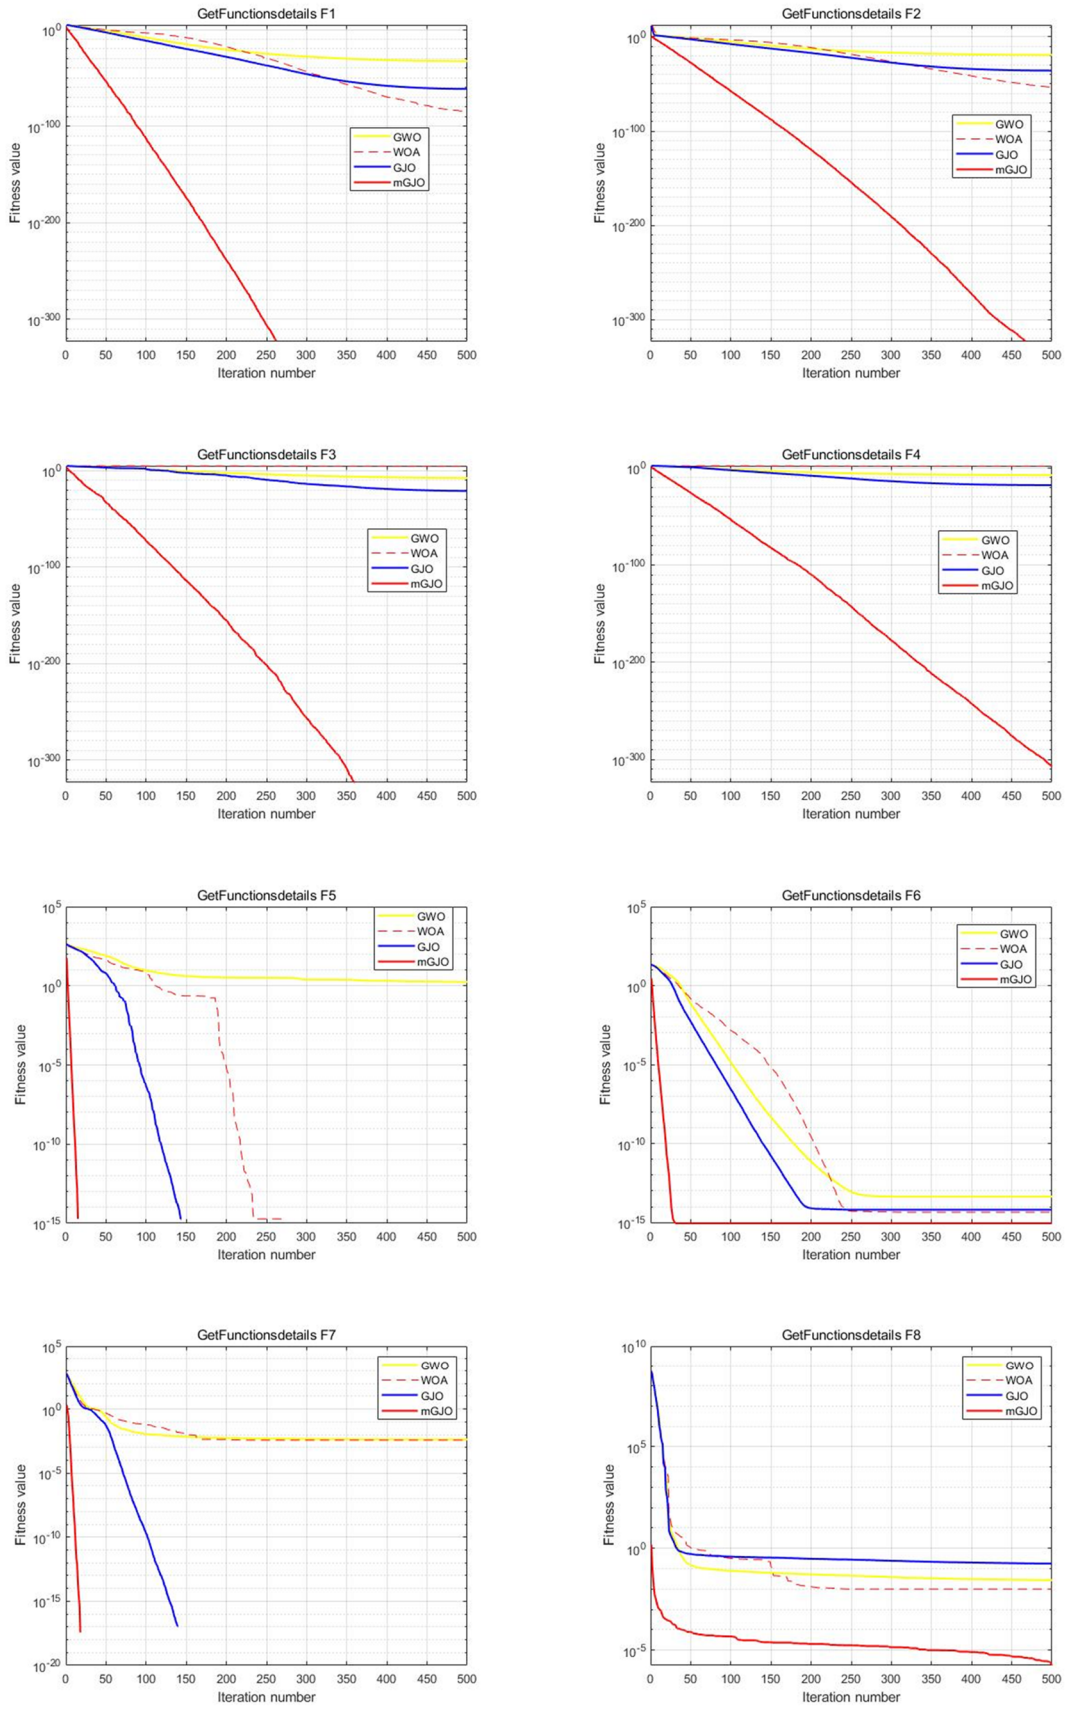 GetFunctionsdetails F1
10^0
10^-100
10^-200
10^-300
Fitness value
GWO
WOA
GJO
mGJO
0 50 100 150 200 250 300 350 400 450 500
Iteration number
GetFunctionsdetails F2
10^0
10^-100
10^-200
10^-300
Fitness value
GWO
WOA
GJO
mGJO
0 50 100 150 200 250 300 350 400 450 500
Iteration number
GetFunctionsdetails F3
10^0
10^-100
10^-200
10^-300
Fitness value
GWO
WOA
GJO
mGJO
0 50 100 150 200 250 300 350 400 450 500
Iteration number
GetFunctionsdetails F4
10^0
10^-100
10^-200
10^-300
Fitness value
GWO
WOA
GJO
mGJO
0 50 100 150 200 250 300 350 400 450 500
Iteration number
GetFunctionsdetails F5
10^5
10^0
10^-5
10^-10
10^-15
Fitness value
GWO
WOA
GJO
mGJO
0 50 100 150 200 250 300 350 400 450 500
Iteration number
GetFunctionsdetails F6
10^5
10^0
10^-5
10^-10
10^-15
Fitness value
GWO
WOA
GJO
mGJO
0 50 100 150 200 250 300 350 400 450 500
Iteration number
GetFunctionsdetails F7
10^5
10^0
10^-5
10^-10
10^-15
10^-20
Fitness value
GWO
WOA
GJO
mGJO
0 50 100 150 200 250 300 350 400 450 500
Iteration number
GetFunctionsdetails F8
10^10
10^5
10^0
10^-5
Fitness value
GWO
WOA
GJO
mGJO
0 50 100 150 200 250 300 350 400 450 500
Iteration number